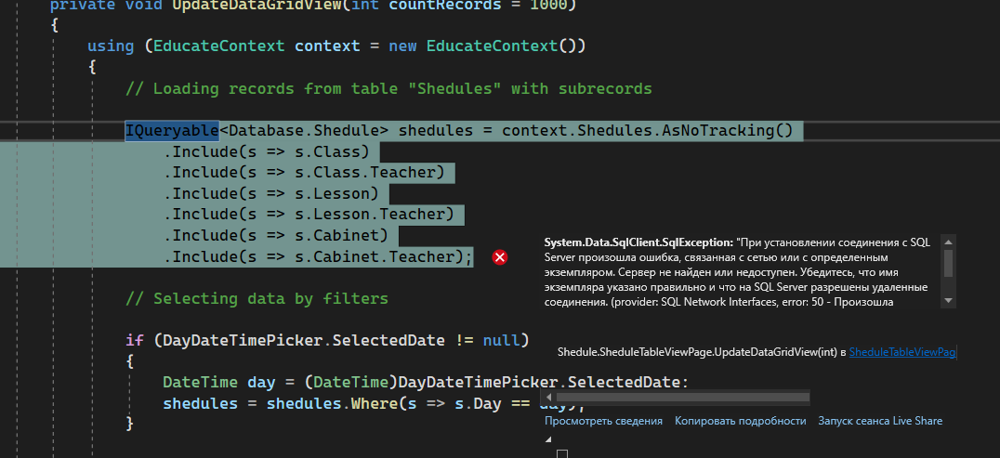 private void UpdateDataGridView(int countRecords = 1000)
{
using (EducateContext context = new EducateContext())
{
// Loading records from table "Shedules" with subrecords
IQueryable<Database.Shedule> shedules = context.Shedules.AsNoTracking()
.Include(s => s.Class)
.Include(s => s.Class.Teacher)
.Include(s => s.Lesson)
.Include(s => s.Lesson.Teacher)
.Include(s => s.Cabinet)
.Include(s => s.Cabinet.Teacher);
System.Data.SqlClient.SqlException: "При установлении соединения с SQL
Server произошла ошибка, связанная с сетью или с определенным
экземпляром. Сервер не найден или недоступен. Убедитесь, что имя
экземпляра указано правильно и что на SQL Server разрешены удаленные
соединения. (provider: SQL Network Interfaces, error: 50 - Произошла
Shedule.SheduleTableViewPage.UpdateDataGridView(int) в SheduleTableViewPag
Просмотреть сведения Копировать подробности Запуск сеанса Live Share
// Selecting data by filters
if (DayDateTimePicker.SelectedDate != null)
{
DateTime day = (DateTime)DayDateTimePicker.SelectedDate;
shedules = shedules.Where(s => s.Day == day);
}